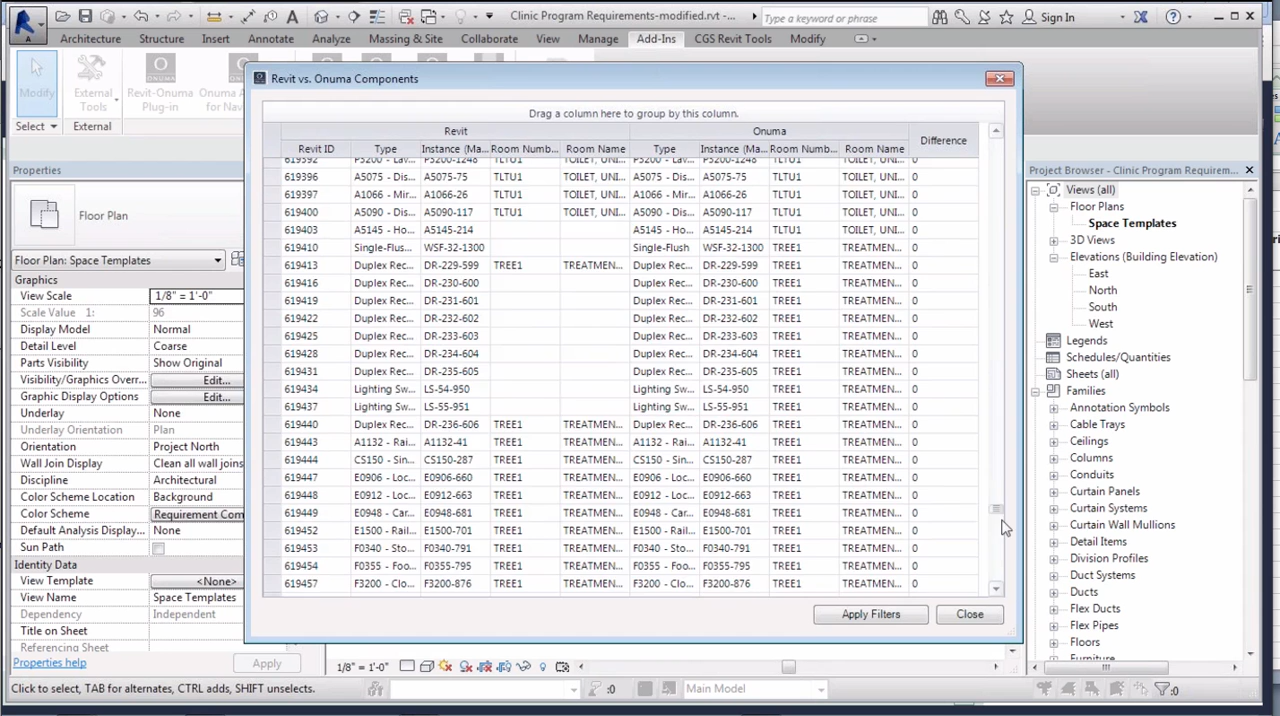 Clinic Program Requirements-modified.rvt -...
Type a keyword or phrase
Sign In
Architecture Structure Insert Annotate Analyze Massing & Site Collaborate View Manage Add-Ins CGS Revit Tools Modify
Modify
External Tools
Revit-Onuma Plug-in
Onuma
for Nav
Select
External
Properties
Floor Plan
Floor Plan: Space Templates
Graphics
View Scale 1/8" = 1'-0"
Scale Value 1: 96
Display Model Normal
Detail Level Coarse
Parts Visibility Show Original
Visibility/Graphics Overr... Edit...
Graphic Display Options Edit...
Underlay None
Underlay Orientation Plan
Orientation Project North
Wall Join Display Clean all wall joins
Discipline Architectural
Color Scheme Location Background
Color Scheme Requirement Com
Default Analysis Display... None
Sun Path
Identity Data
View Template <None>
View Name Space Templates
Dependency Independent
Title on Sheet
Referencing Sheet
Properties help
Apply
Revit vs. Onuma Components
Drag a column here to group by this column.
Revit Onuma Difference
Revit ID Type Instance (Ma... Room Numb... Room Name Type Instance (Ma... Room Numb... Room Name
619392 P5200 - Lav... P5200-1248 TLTU1 TOILET, UNI... P5200 - Lav... P5200-1248 TLTU1 TOILET, UNI... 0
619396 A5075 - Dis... A5075-75 TLTU1 TOILET, UNI... A5075 - Dis... A5075-75 TLTU1 TOILET, UNI... 0
619397 A1066 - Mir... A1066-26 TLTU1 TOILET, UNI... A1066 - Mir... A1066-26 TLTU1 TOILET, UNI... 0
619400 A5090 - Dis... A5090-117 TLTU1 TOILET, UNI... A5090 - Dis... A5090-117 TLTU1 TOILET, UNI... 0
619403 A5145 - Ho... A5145-214 A5145 - Ho... A5145-214 TLTU1 TOILET, UNI... 0
619410 Single-Flus... WSF-32-1300 Single-Flush WSF-32-1300 TREE1 TREATMEN... 0
619413 Duplex Rec... DR-229-599 TREE1 TREATMEN... Duplex Rec... DR-229-599 TREE1 TREATMEN... 0
619416 Duplex Rec... DR-230-600 Duplex Rec... DR-230-600 TREE1 TREATMEN... 0
619419 Duplex Rec... DR-231-601 Duplex Rec... DR-231-601 TREE1 TREATMEN... 0
619422 Duplex Rec... DR-232-602 Duplex Rec... DR-232-602 TREE1 TREATMEN... 0
619425 Duplex Rec... DR-233-603 Duplex Rec... DR-233-603 TREE1 TREATMEN... 0
619428 Duplex Rec... DR-234-604 Duplex Rec... DR-234-604 TREE1 TREATMEN... 0
619431 Duplex Rec... DR-235-605 Duplex Rec... DR-235-605 TREE1 TREATMEN... 0
619434 Lighting Sw... LS-54-950 Lighting Sw... LS-54-950 TREE1 TREATMEN... 0
619437 Lighting Sw... LS-55-951 Lighting Sw... LS-55-951 TREE1 TREATMEN... 0
619440 Duplex Rec... DR-236-606 TREE1 TREATMEN... Duplex Rec... DR-236-606 TREE1 TREATMEN... 0
619443 A1132 - Rai... A1132-41 TREE1 TREATMEN... A1132 - Rai... A1132-41 TREE1 TREATMEN... 0
619444 CS150 - Sin... CS150-287 TREE1 TREATMEN... CS150 - Sin... CS150-287 TREE1 TREATMEN... 0
619447 E0906 - Loc... E0906-660 TREE1 TREATMEN... E0906 - Loc... E0906-660 TREE1 TREATMEN... 0
619448 E0912 - Loc... E0912-663 TREE1 TREATMEN... E0912 - Loc... E0912-663 TREE1 TREATMEN... 0
619449 E0948 - Car... E0948-681 TREE1 TREATMEN... E0948 - Car... E0948-681 TREE1 TREATMEN... 0
619452 E1500 - Rail... E1500-701 TREE1 TREATMEN... E1500 - Rail... E1500-701 TREE1 TREATMEN... 0
619453 F0340 - Sto... F0340-791 TREE1 TREATMEN... F0340 - Sto... F0340-791 TREE1 TREATMEN... 0
619454 F0355 - Foo... F0355-795 TREE1 TREATMEN... F0355 - Foo... F0355-795 TREE1 TREATMEN... 0
619457 F3200 - Clo... F3200-876 TREE1 TREATMEN... F3200 - Clo... F3200-876 TREE1 TREATMEN... 0
Apply Filters Close
Project Browser - Clinic Program Requirem...
Views (all)
Floor Plans
Space Templates
3D Views
Elevations (Building Elevation)
East
North
South
West
Legends
Schedules/Quantities
Sheets (all)
Families
Annotation Symbols
Cable Trays
Ceilings
Columns
Conduits
Curtain Panels
Curtain Systems
Curtain Wall Mullions
Detail Items
Division Profiles
Duct Systems
Ducts
Flex Ducts
Flex Pipes
Floors
Furniture
1/8" = 1'-0"
Click to select, TAB for alternates, CTRL adds, SHIFT unselects.
:0
Main Model
:0